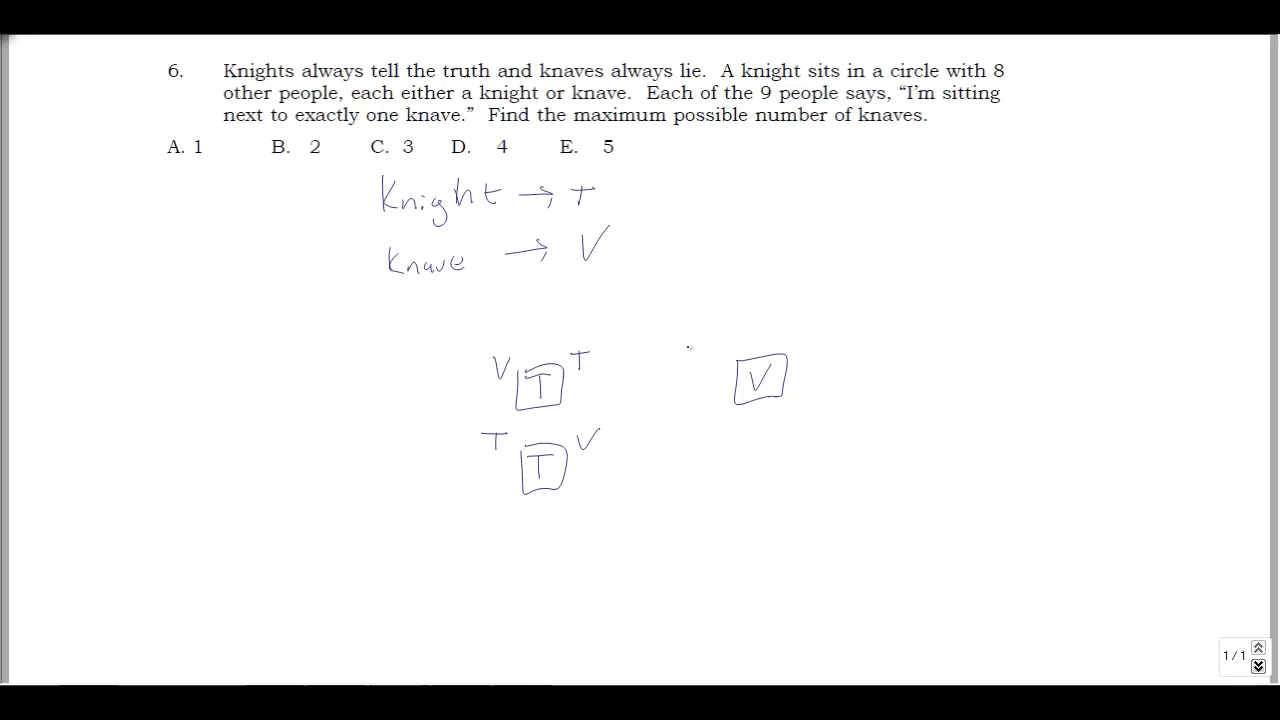 6. Knights always tell the truth and knaves always lie. A knight sits in a circle with 8
other people, each either a knight or knave. Each of the 9 people says, “I’m sitting
next to exactly one knave.” Find the maximum possible number of knaves.
A. 1 B. 2 C. 3 D. 4 E. 5
Knight → T
Knave → V
V T T
V
T T V
1 / 1